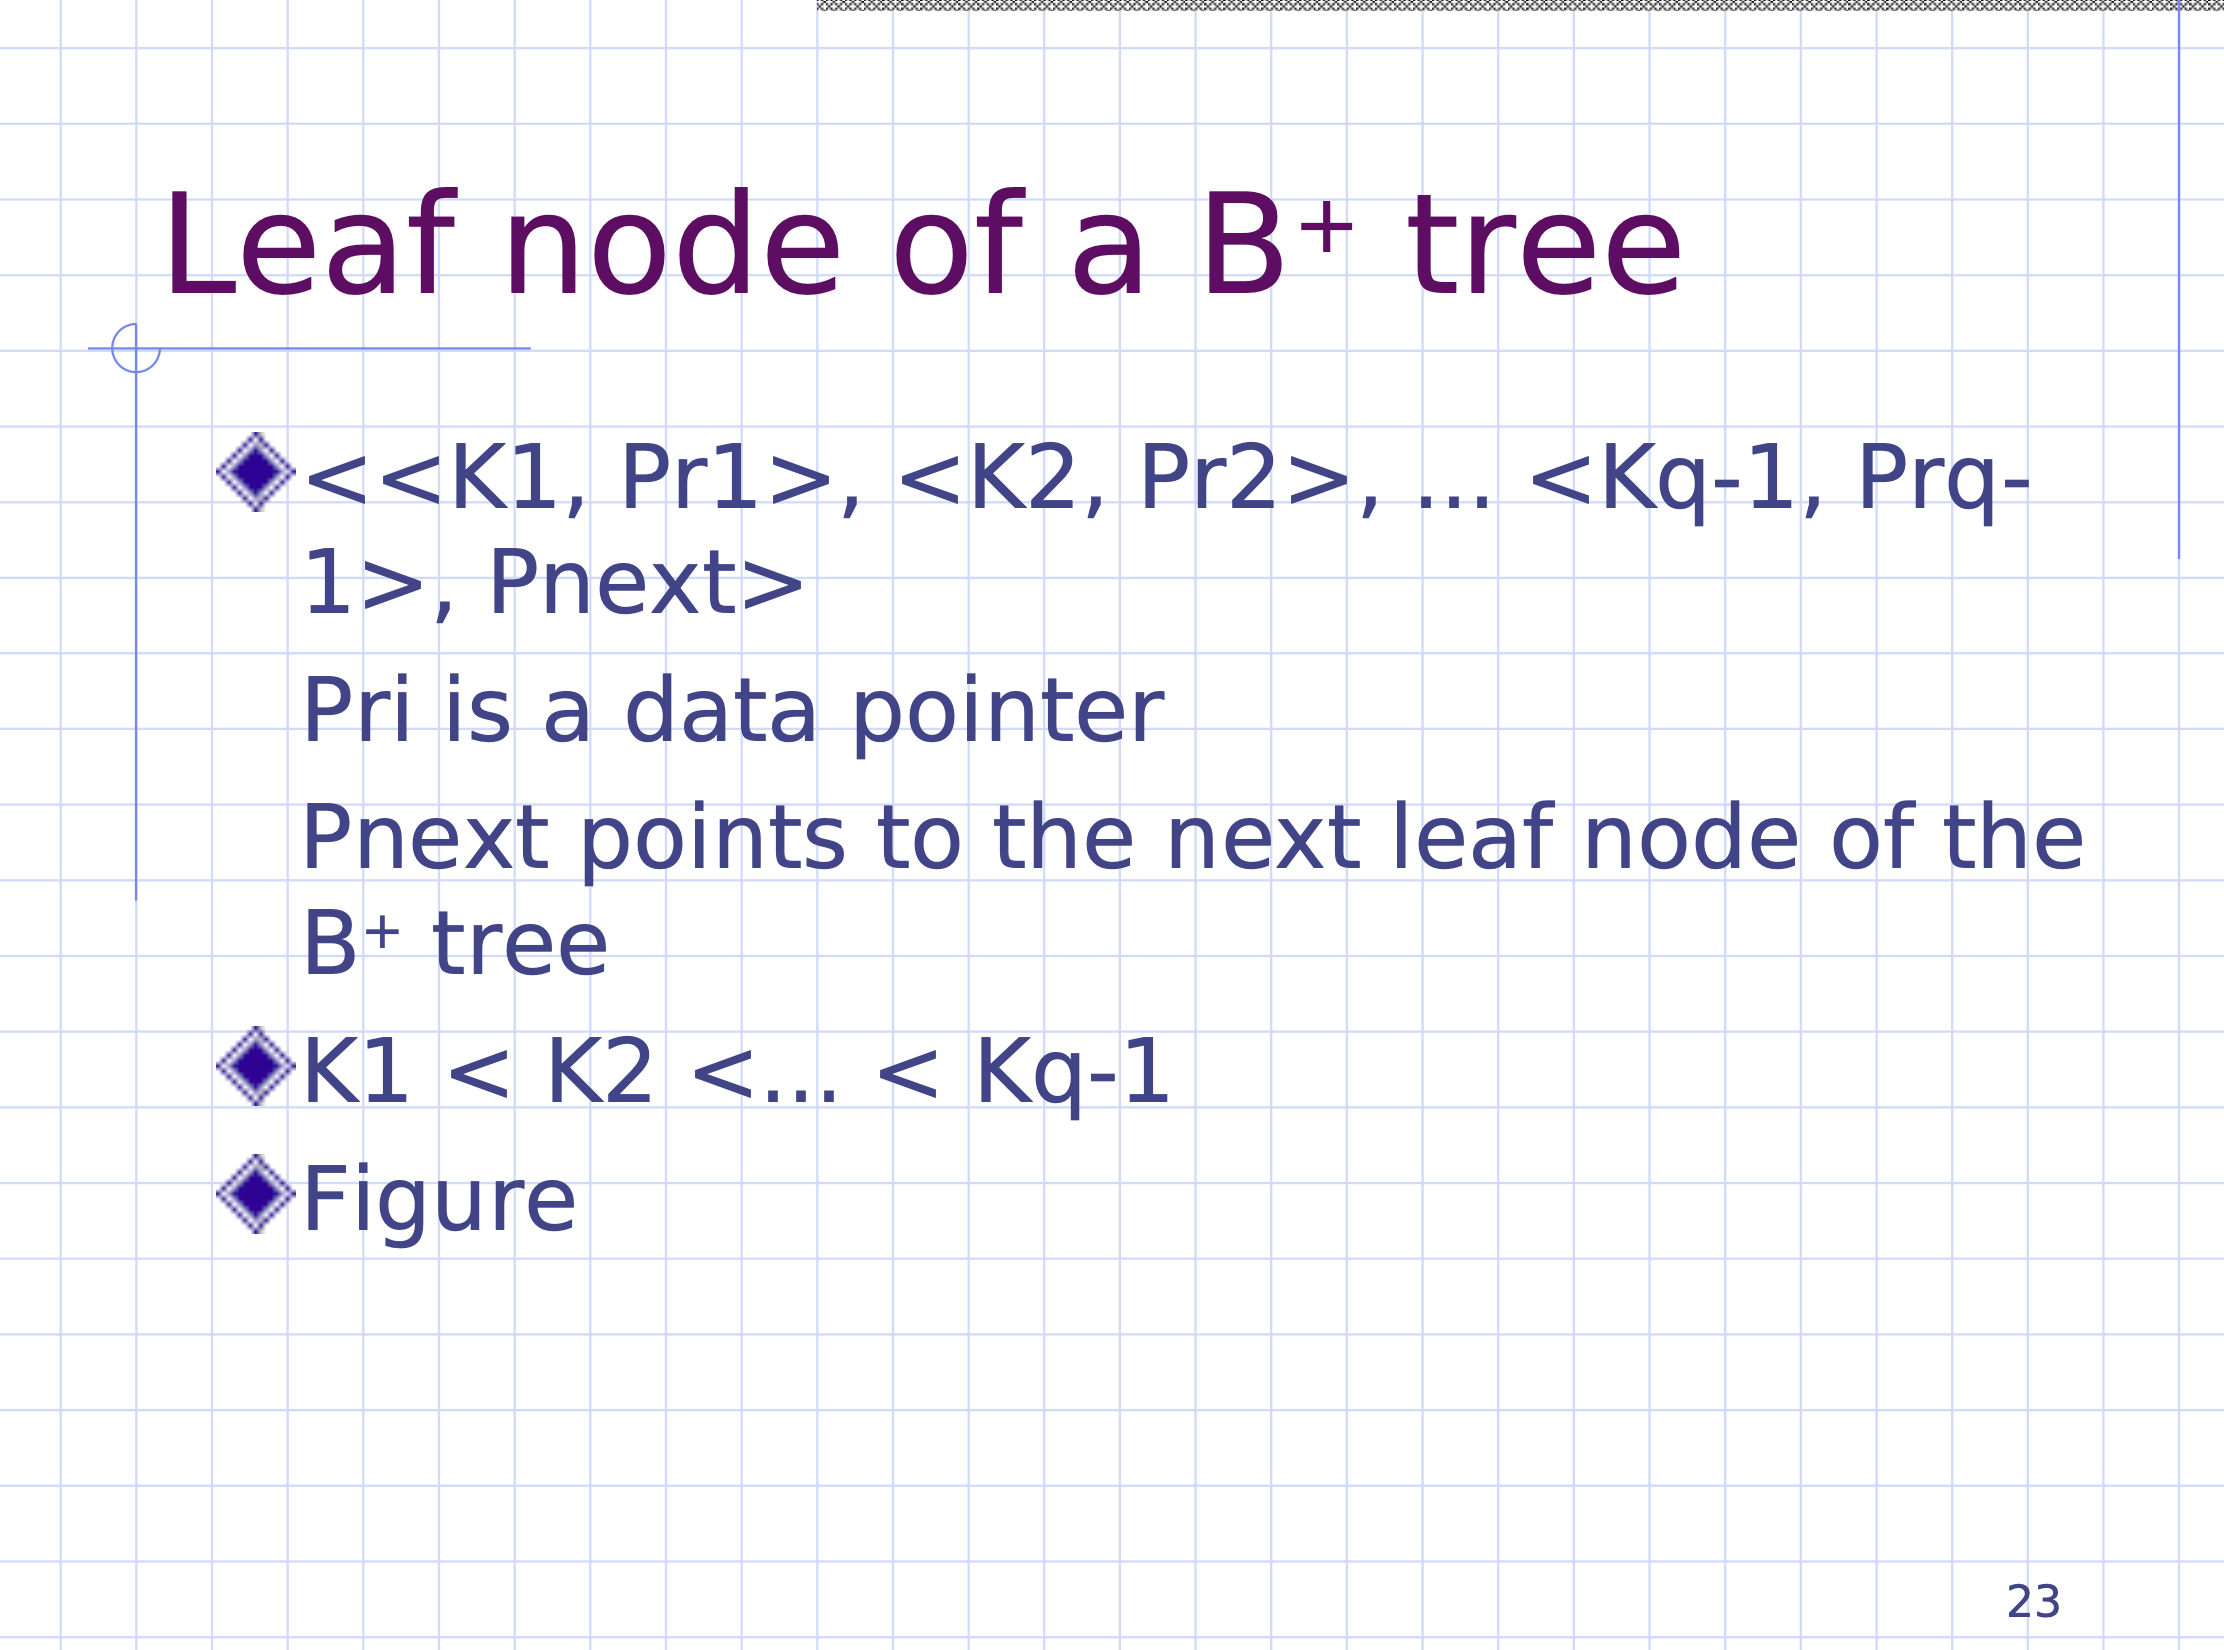 Leaf node of a B⁺ tree
<<K1, Pr1>, <K2, Pr2>, … <Kq-1, Prq-
1>, Pnext>
Pri is a data pointer
Pnext points to the next leaf node of the
B⁺ tree
K1 < K2 <… < Kq-1
Figure
23